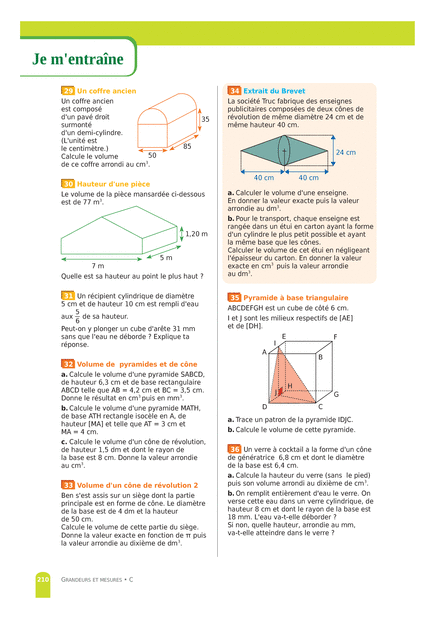 Je m'entraîne
29 Un coffre ancien
Un coffre ancien
est composé
d'un pavé droit
surmonté
d'un demi-cylindre.
(L'unité est
le centimètre.)
Calcule le volume
de ce coffre arrondi au cm³.
35
85
50
30 Hauteur d'une pièce
Le volume de la pièce mansardée ci-dessous
est de 77 m³.
1,20 m
5 m
7 m
Quelle est sa hauteur au point le plus haut ?
31 Un récipient cylindrique de diamètre
5 cm et de hauteur 10 cm est rempli d'eau
aux 5/6 de sa hauteur.
Peut-on y plonger un cube d'arête 31 mm
sans que l'eau ne déborde ? Explique ta
réponse.
32 Volume de pyramides et de cône
a. Calcule le volume d'une pyramide SABCD,
de hauteur 6,3 cm et de base rectangulaire
ABCD telle que AB = 4,2 cm et BC = 3,5 cm.
Donne le résultat en cm³ puis en mm³.
b. Calcule le volume d'une pyramide MATH,
de base ATH rectangle isocèle en A, de
hauteur [MA] et telle que AT = 3 cm et
MA = 4 cm.
c. Calcule le volume d'un cône de révolution,
de hauteur 1,5 dm et dont le rayon de
la base est 8 cm. Donne la valeur arrondie
au cm³.
33 Volume d'un cône de révolution 2
Ben s'est assis sur un siège dont la partie
principale est en forme de cône. Le diamètre
de la base est de 4 dm et la hauteur
de 50 cm.
Calcule le volume de cette partie du siège.
Donne la valeur exacte en fonction de π puis
la valeur arrondie au dixième de dm³.
34 Extrait du Brevet
La société Truc fabrique des enseignes
publicitaires composées de deux cônes de
révolution de même diamètre 24 cm et de
même hauteur 40 cm.
24 cm
40 cm 40 cm
a. Calculer le volume d'une enseigne.
En donner la valeur exacte puis la valeur
arrondie au dm³.
b. Pour le transport, chaque enseigne est
rangée dans un étui en carton ayant la forme
d'un cylindre le plus petit possible et ayant
la même base que les cônes.
Calculer le volume de cet étui en négligeant
l'épaisseur du carton. En donner la valeur
exacte en cm³ puis la valeur arrondie
au dm³.
35 Pyramide à base triangulaire
ABCDEFGH est un cube de côté 6 cm.
I et J sont les milieux respectifs de [AE]
et de [DH].
E
F
I
A
B
H
J
G
D
C
a. Trace un patron de la pyramide IDJC.
b. Calcule le volume de cette pyramide.
36 Un verre à cocktail a la forme d'un cône
de génératrice 6,8 cm et dont le diamètre
de la base est 6,4 cm.
a. Calcule la hauteur du verre (sans le pied)
puis son volume arrondi au dixième de cm³.
b. On remplit entièrement d'eau le verre. On
verse cette eau dans un verre cylindrique, de
hauteur 8 cm et dont le rayon de la base est
18 mm. L'eau va-t-elle déborder ?
Si non, quelle hauteur, arrondie au mm,
va-t-elle atteindre dans le verre ?
210 GRANDEURS ET MESURES • C